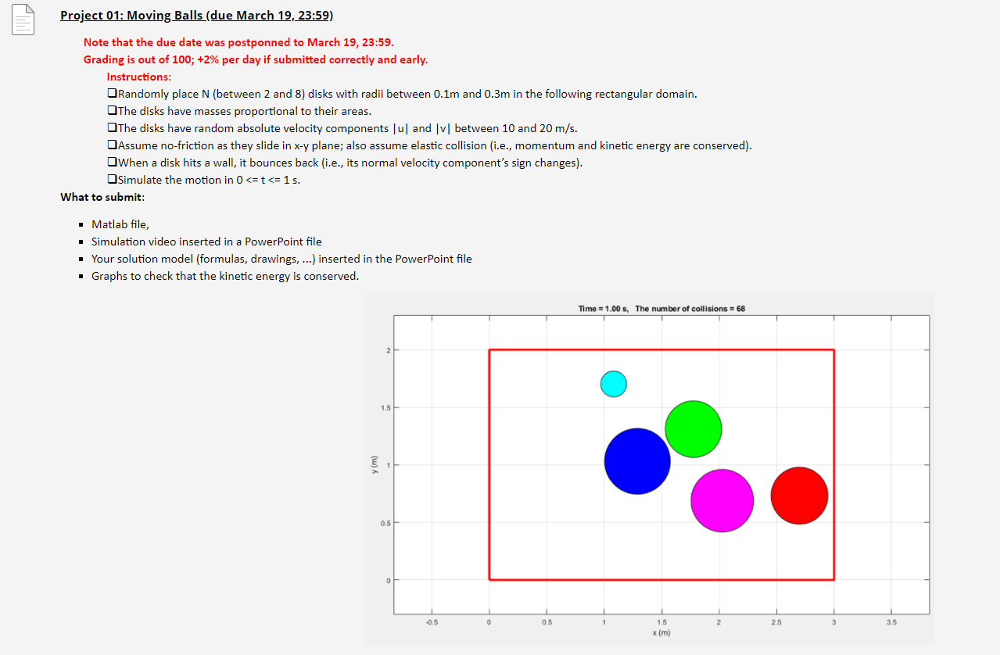 Project 01: Moving Balls (due March 19, 23:59)
Note that the due date was postponned to March 19, 23:59.
Grading is out of 100; +2% per day if submitted correctly and early.
Instructions:
❑Randomly place N (between 2 and 8) disks with radii between 0.1m and 0.3m in the following rectangular domain.
❑The disks have masses proportional to their areas.
❑The disks have random absolute velocity components |u| and |v| between 10 and 20 m/s.
❑Assume no-friction as they slide in x-y plane; also assume elastic collision (i.e., momentum and kinetic energy are conserved).
❑When a disk hits a wall, it bounces back (i.e., its normal velocity component’s sign changes).
❑Simulate the motion in 0 <= t <= 1 s.
What to submit:
▪ Matlab file,
▪ Simulation video inserted in a PowerPoint file
▪ Your solution model (formulas, drawings, ...) inserted in the PowerPoint file
▪ Graphs to check that the kinetic energy is conserved.
Time = 1.00 s, The number of collisions = 68
2
1.5
1
0.5
0
y (m)
-0.5 0 0.5 1 1.5 2 2.5 3 3.5
x (m)